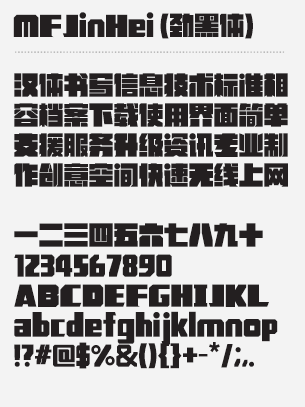 MFJinHei (劲黑体)
汉体书写信息技术标准相
容档案下载使用界面简单
支援服务升级资讯专业制
作创意空间快速无线上网
一二三四五六七八九十
1234567890
ABCDEFGHIJKL
abcdefghijklmnop
!?#@$%&(){}+-*/;,.